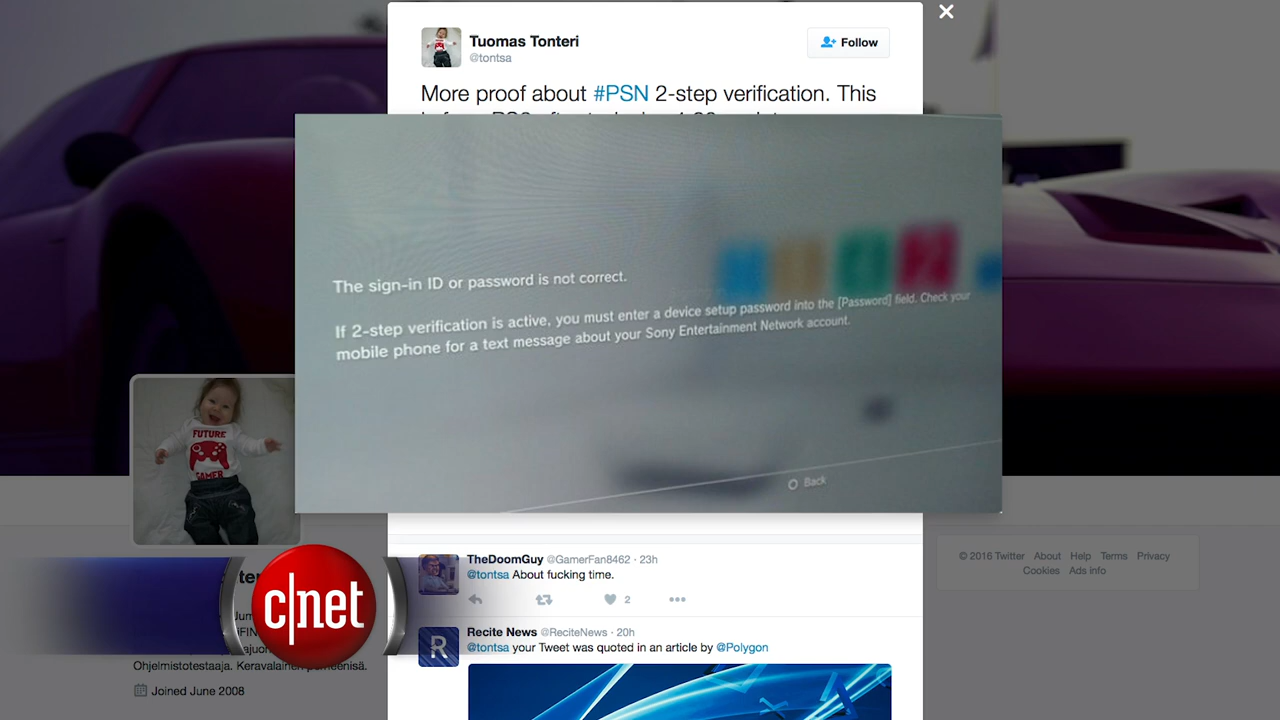 Tuomas Tonteri
@tontsa
Follow
More proof about #PSN 2-step verification. This
The sign-in ID or password is not correct.
If 2-step verification is active, you must enter a device setup password into the [Password] field. Check your
mobile phone for a text message about your Sony Entertainment Network account.
Back
FUTURE
GAMER
TheDoomGuy @GamerFan8462 · 23h
@tontsa About fucking time.
2
Recite News @ReciteNews · 20h
@tontsa your Tweet was quoted in an article by @Polygon
R
c|net
Ohjelmistotestaaja. Keravalainen
Joined June 2008
© 2016 Twitter About Help Terms Privacy
Cookies Ads info